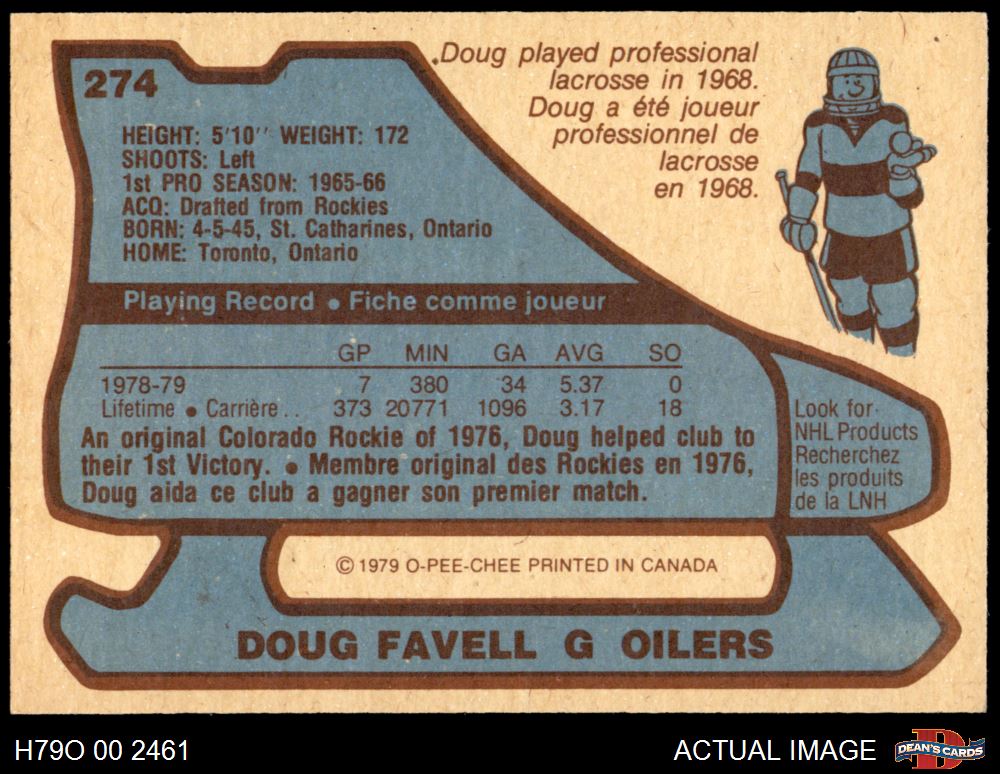 274
.Doug played professional
lacrosse in 1968.
Doug a été joueur
professionnel de
lacrosse
en 1968.
HEIGHT: 5'10'' WEIGHT: 172
SHOOTS: Left
1st PRO SEASON: 1965-66
ACQ: Drafted from Rockies
BORN: 4-5-45, St. Catharines, Ontario
HOME: Toronto, Ontario
Playing Record ● Fiche comme joueur
GP MIN GA AVG SO
1978-79 7 380 34 5.37 0
Lifetime ● Carrière . . 373 20771 1096 3.17 18
An original Colorado Rockie of 1976, Doug helped club to
their 1st Victory. ● Membre original des Rockies en 1976,
Doug aida ce club a gagner son premier match.
Look for
NHL Products
Recherchez
les produits
de la LNH
© 1979 O-PEE-CHEE PRINTED IN CANADA
DOUG FAVELL G OILERS
H79O 00 2461
ACTUAL IMAGE
D
DEAN'S CARDS